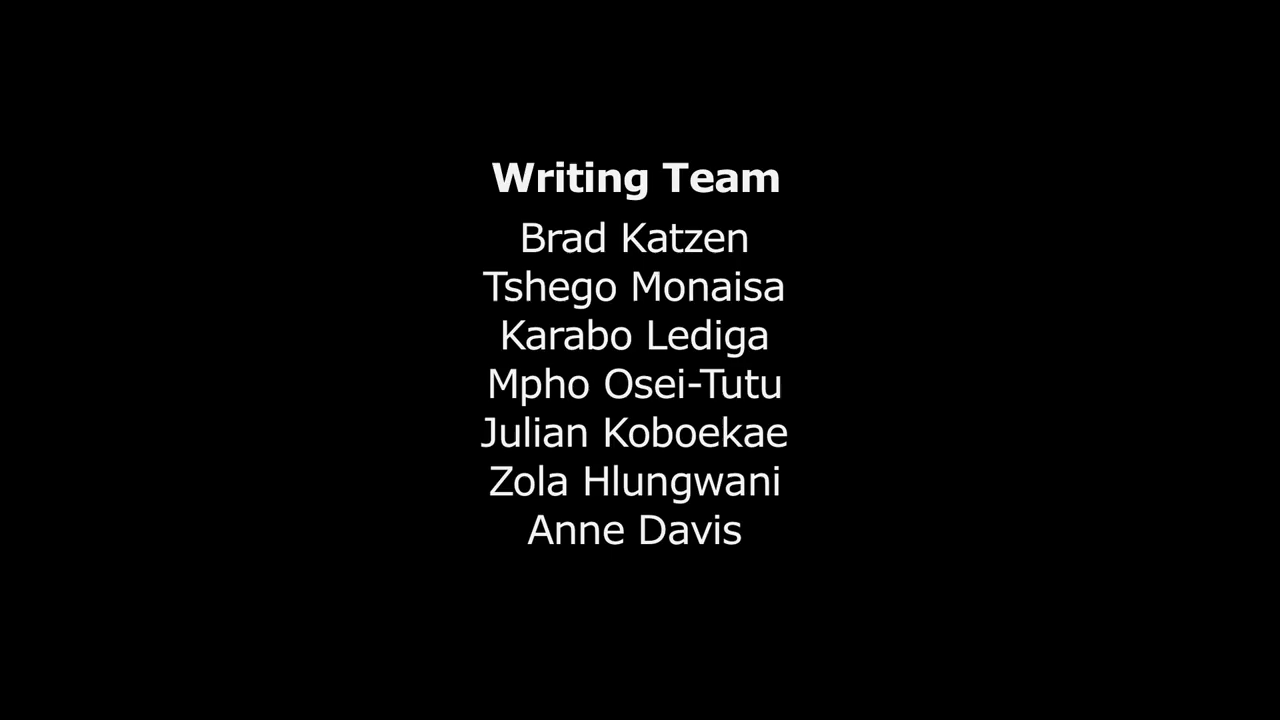 Writing Team
Brad Katzen
Tshego Monaisa
Karabo Lediga
Mpho Osei-Tutu
Julian Koboekae
Zola Hlungwani
Anne Davis